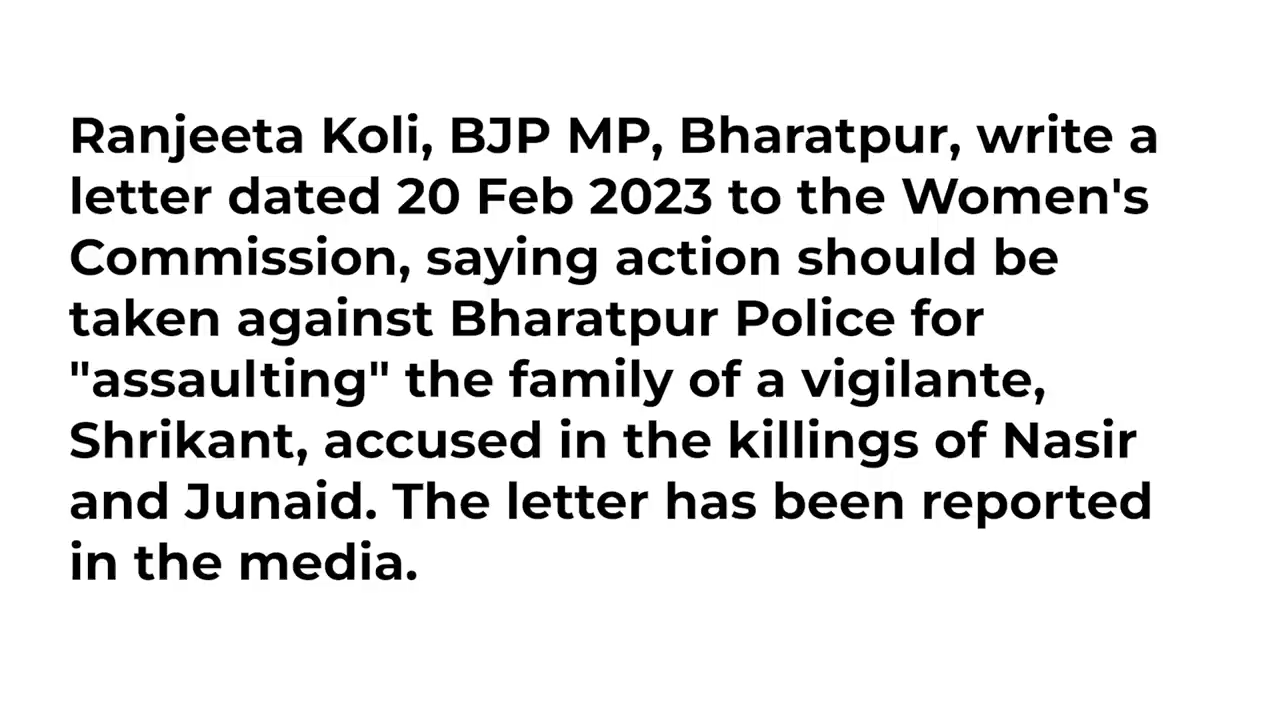 Ranjeeta Koli, BJP MP, Bharatpur, write a
letter dated 20 Feb 2023 to the Women's
Commission, saying action should be
taken against Bharatpur Police for
"assaulting" the family of a vigilante,
Shrikant, accused in the killings of Nasir
and Junaid. The letter has been reported
in the media.